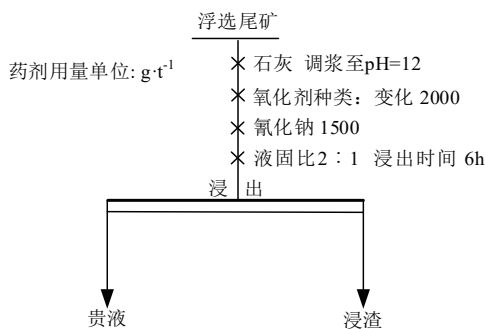 浮选尾矿
药剂用量单位: g·t⁻¹
石灰 调浆至pH=12
氧化剂种类：变化 2000
氰化钠 1500
液固比2：1 浸出时间 6h
浸 出
贵液
浸渣